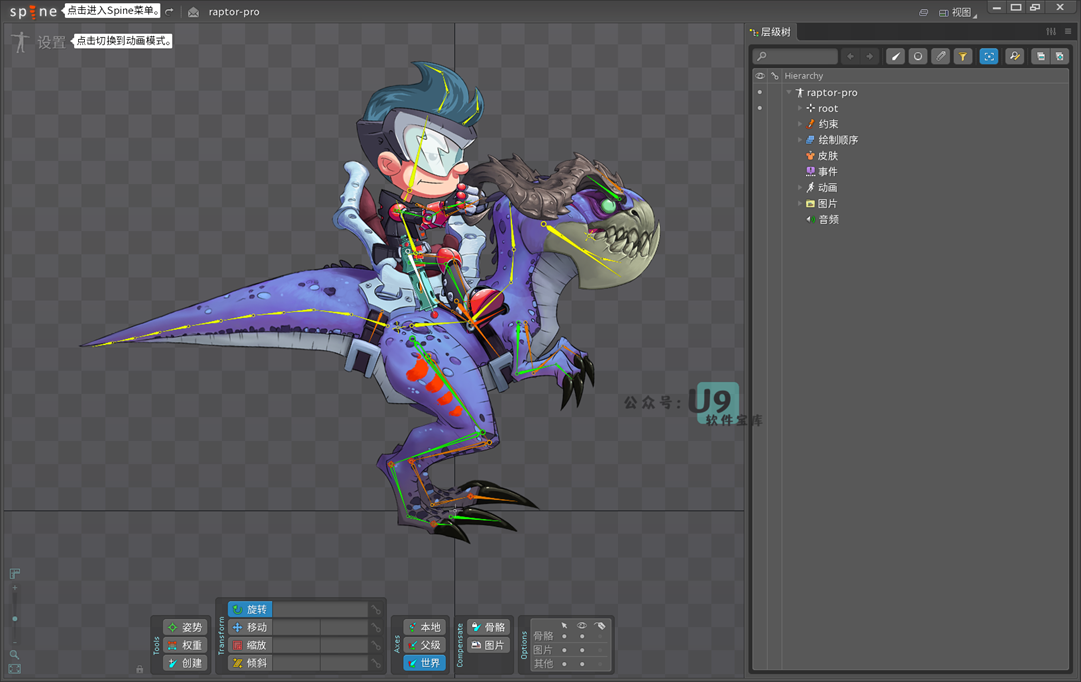 spine 点击进入Spine菜单。 raptor-pro 视图
设置 点击切换到动画模式。
层级树
Hierarchy
raptor-pro
root
约束
绘制顺序
皮肤
事件
动画
图片
音频
公众号: U9
软件宝库
Tools
姿势
权重
创建
Transform
旋转
移动
缩放
倾斜
Axes
本地
父级
世界
Compensate
骨骼
图片
Options
骨骼
图片
其他